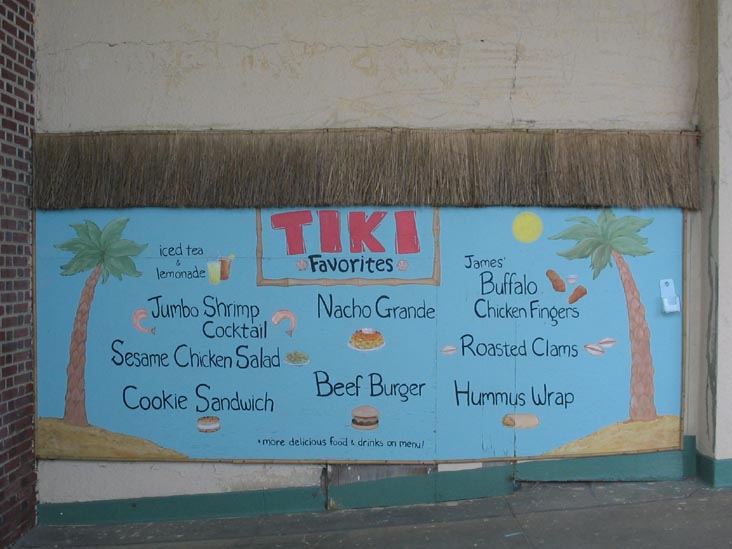 TIKI
Favorites
iced tea
&
lemonade
Jumbo Shrimp
Cocktail
Sesame Chicken Salad
Cookie Sandwich
Nacho Grande
Beef Burger
James'
Buffalo
Chicken Fingers
Roasted Clams
Hummus Wrap
*more delicious food & drinks on menu!